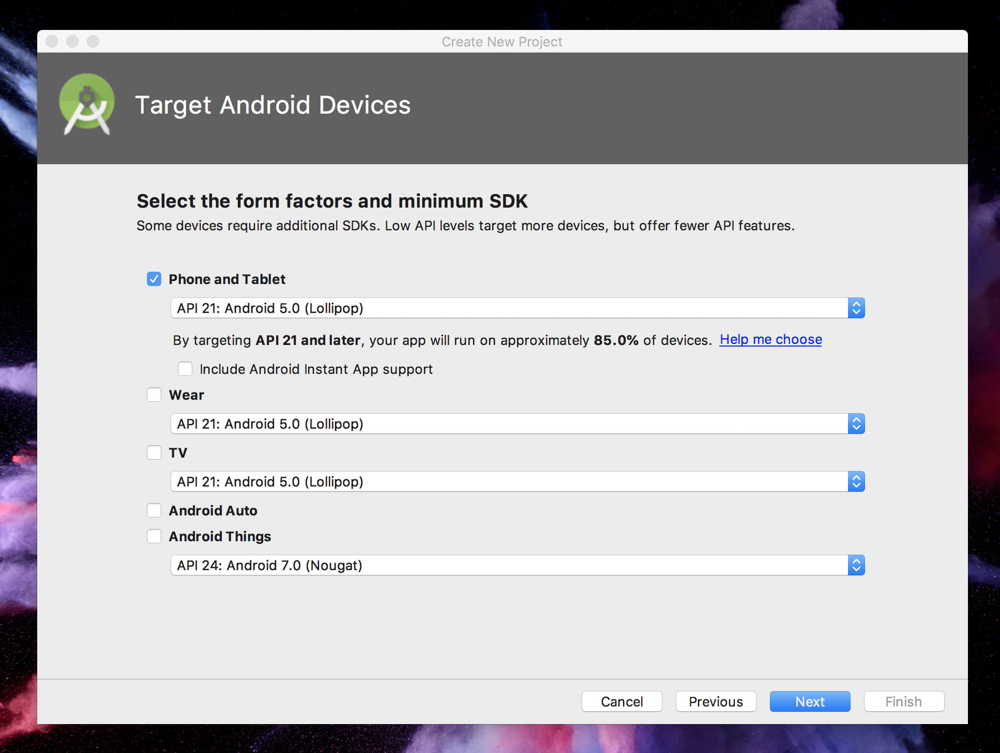 Create New Project
Target Android Devices
Select the form factors and minimum SDK
Some devices require additional SDKs. Low API levels target more devices, but offer fewer API features.
Phone and Tablet
API 21: Android 5.0 (Lollipop)
By targeting API 21 and later, your app will run on approximately 85.0% of devices. Help me choose
Include Android Instant App support
Wear
API 21: Android 5.0 (Lollipop)
TV
API 21: Android 5.0 (Lollipop)
Android Auto
Android Things
API 24: Android 7.0 (Nougat)
Cancel Previous Next Finish